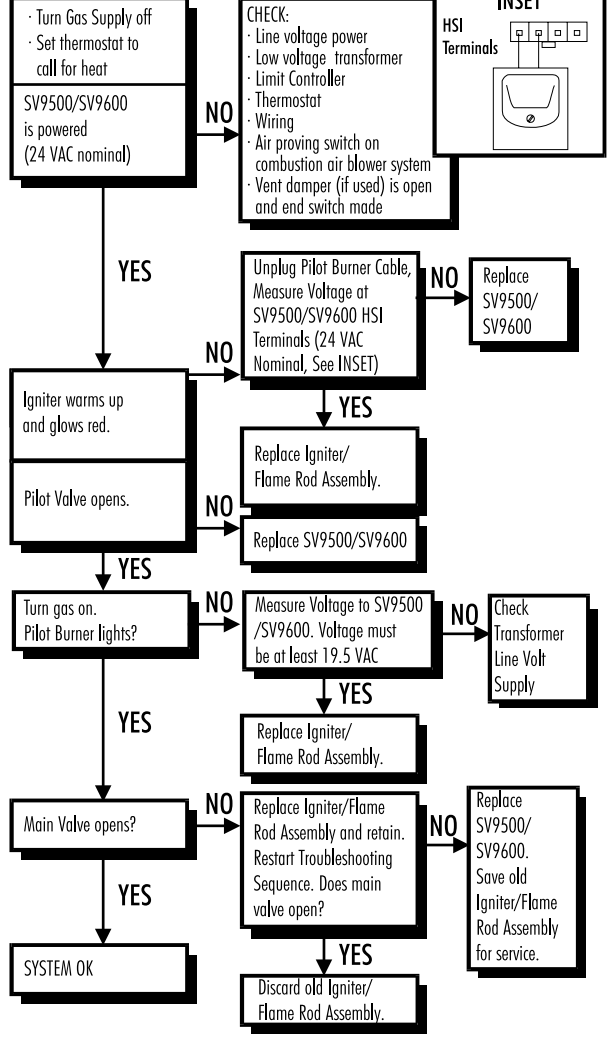 · Turn Gas Supply off
· Set thermostat to
call for heat
SV9500/SV9600
is powered
(24 VAC nominal)
NO
CHECK:
· Line voltage power
· Low voltage transformer
· Limit Controller
· Thermostat
· Wiring
· Air proving switch on
combustion air blower system
· Vent damper (if used) is open
and end switch made
INSET
HSI
Terminals
YES
Igniter warms up
and glows red.
NO
Unplug Pilot Burner Cable,
Measure Voltage at
SV9500/SV9600 HSI
Terminals (24 VAC
Nominal, See INSET)
NO
Replace
SV9500/
SV9600
YES
Replace Igniter/
Flame Rod Assembly.
Pilot Valve opens.
NO
Replace SV9500/SV9600
YES
Turn gas on.
Pilot Burner lights?
NO
Measure Voltage to SV9500
/SV9600. Voltage must
be at least 19.5 VAC
NO
Check
Transformer
Line Volt
Supply
YES
Replace Igniter/
Flame Rod Assembly.
YES
Main Valve opens?
NO
Replace Igniter/Flame
Rod Assembly and retain.
Restart Troubleshooting
Sequence. Does main
valve open?
NO
Replace
SV9500/
SV9600.
Save old
Igniter/Flame
Rod Assembly
for service.
YES
Discard old Igniter/
Flame Rod Assembly.
YES
SYSTEM OK